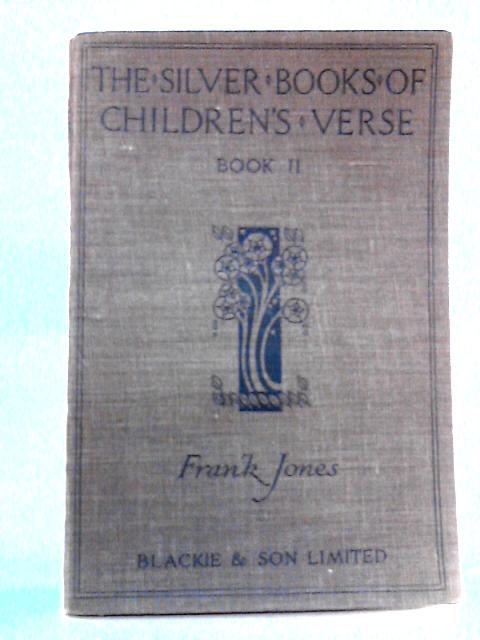 THE·SILVER·BOOKS·OF
CHILDREN'S·VERSE
BOOK II
Frank Jones
BLACKIE & SON LIMITED